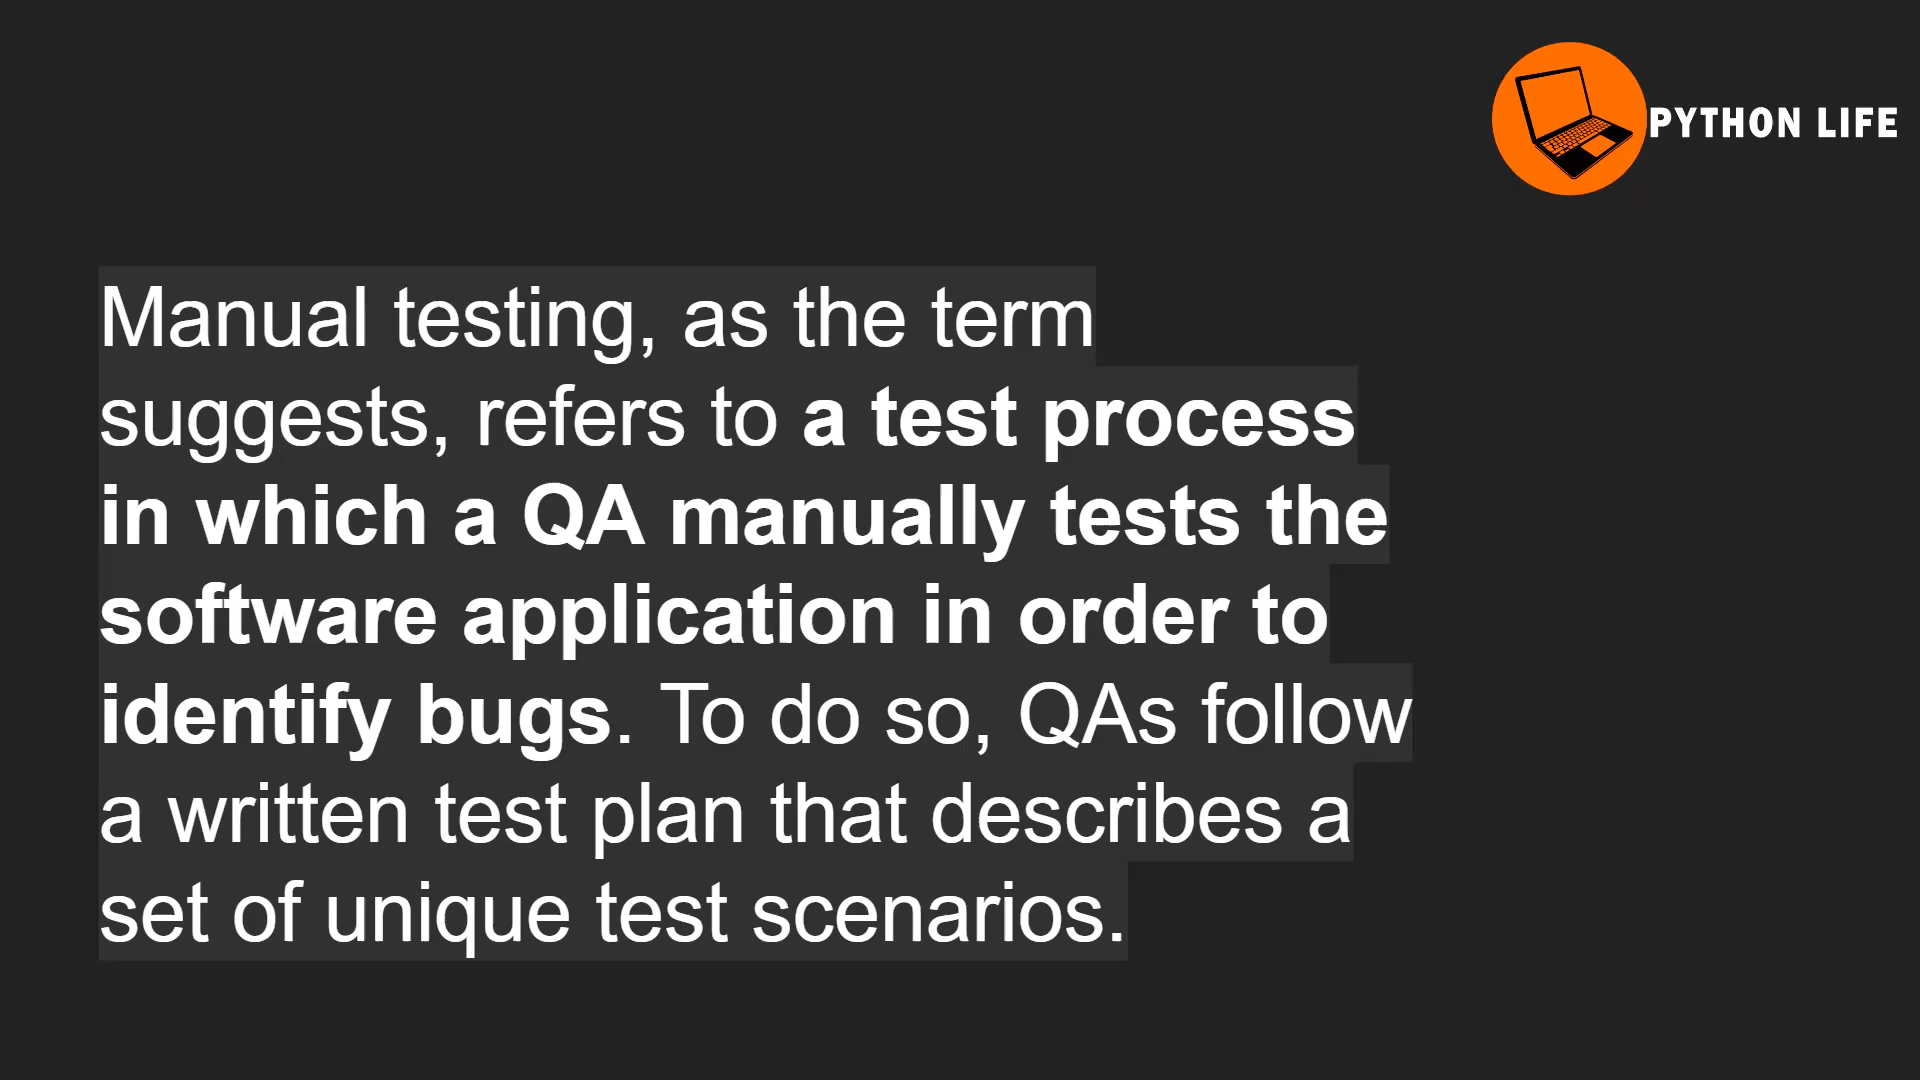 PYTHON LIFE
Manual testing, as the term
suggests, refers to a test process
in which a QA manually tests the
software application in order to
identify bugs. To do so, QAs follow
a written test plan that describes a
set of unique test scenarios.